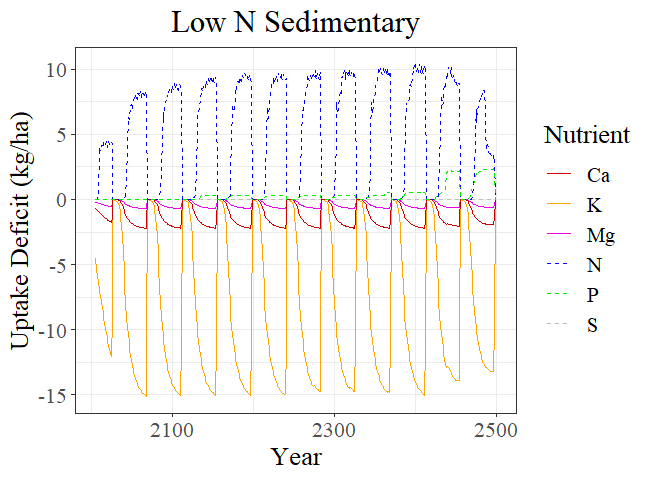 Low N Sedimentary
Uptake Deficit (kg/ha)
10
5
0
-5
-10
-15
2100
2300
2500
Year
Nutrient
Ca
K
Mg
N
P
S